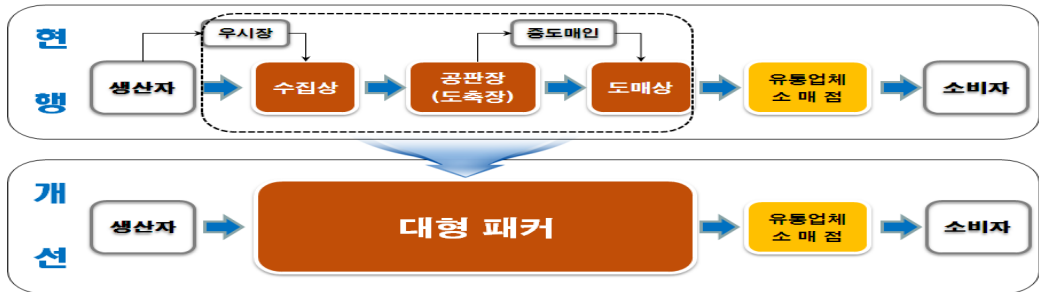 현
행
우시장
중도매인
생산자
수집상
공판장
(도축장)
도매상
유통업체
소 매 점
소비자
개
선
생산자
대형 패커
유통업체
소 매 점
소비자